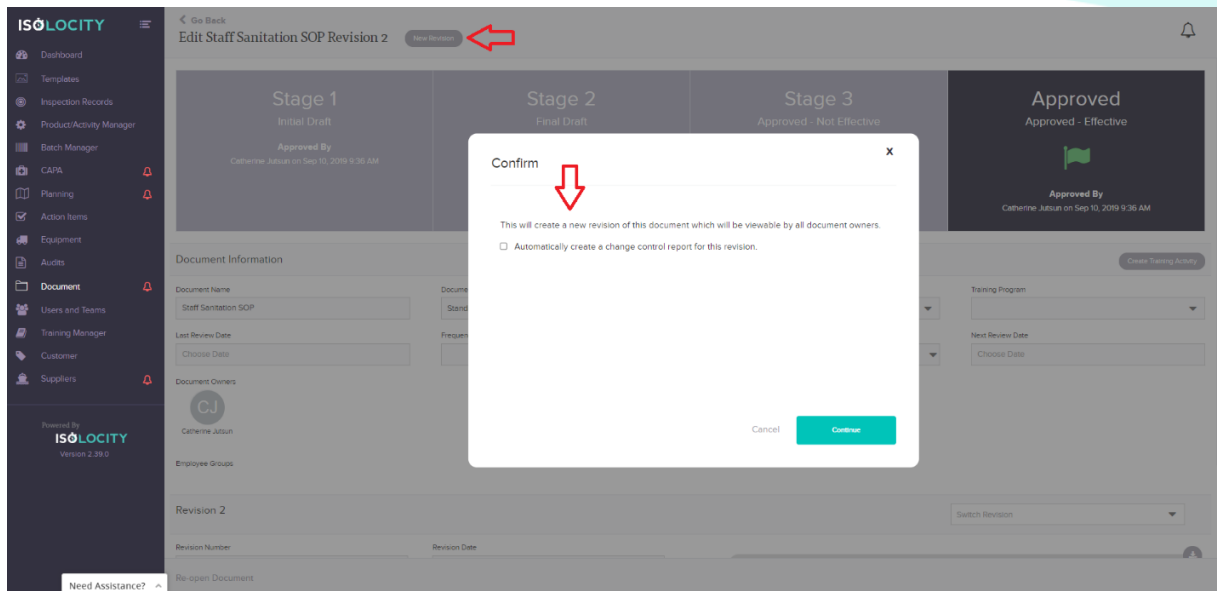 ISOLOCITY
Dashboard
Templates
Inspection Records
Product/Activity Manager
Batch Manager
CAPA
Planning
Action Items
Equipment
Audits
Document
Users and Teams
Training Manager
Customer
Suppliers
Powered By
ISOLOCITY
Version 2.39.0
Need Assistance?
Go Back
Edit Staff Sanitation SOP Revision 2
New Revision
Stage 1
Initial Draft
Approved By
Catherine Jutsun on Sep 10, 2019 9:36 AM
Stage 2
Final Draft
Stage 3
Approved - Not Effective
Approved
Approved - Effective
Approved By
Catherine Jutsun on Sep 10, 2019 9:36 AM
Confirm
X
This will create a new revision of this document which will be viewable by all document owners.
Automatically create a change control report for this revision.
Cancel
Continue
Document Information
Create Training Activity
Document Name
Staff Sanitation SOP
Training Program
Last Review Date
Choose Date
Next Review Date
Choose Date
Document Owners
CJ
Catherine Jutsun
Employee Groups
Revision 2
Switch Revision
Revision Number
Revision Date
Re-open Document